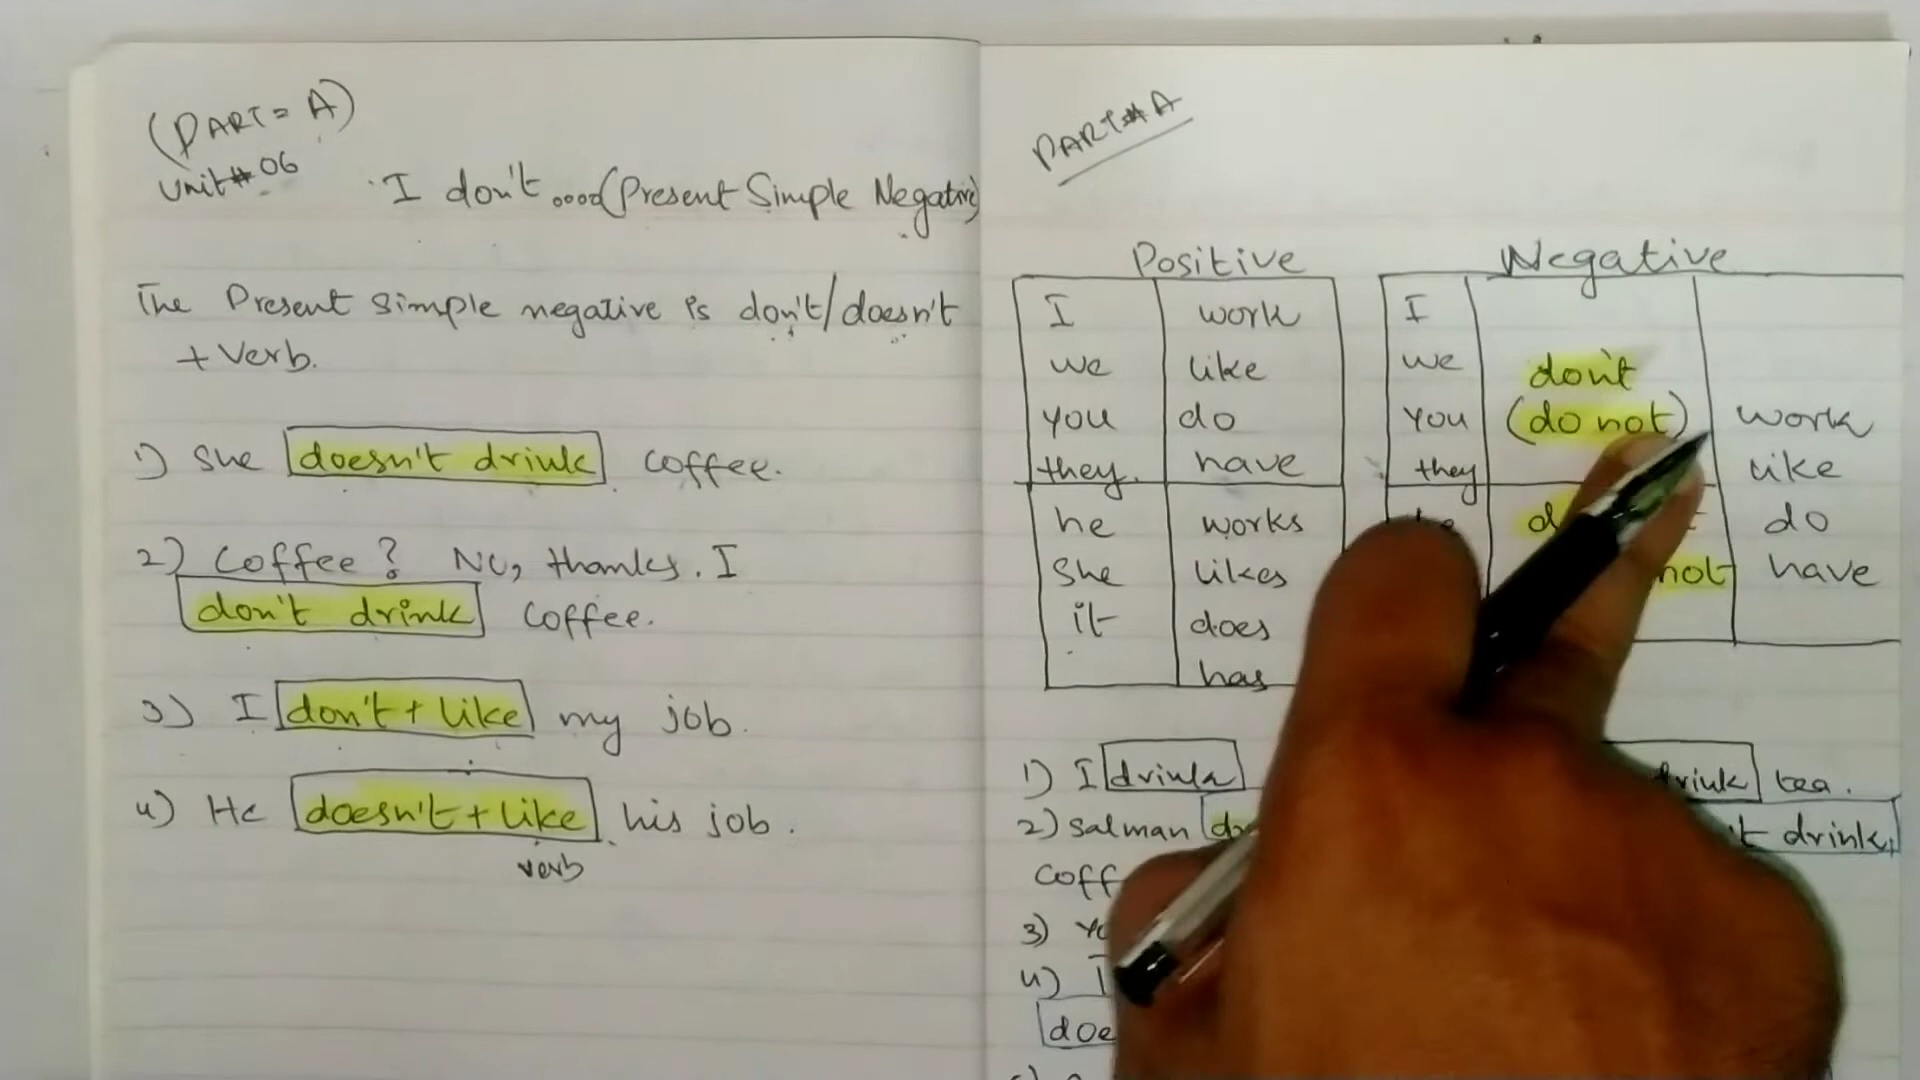 (PART = A)
Unit # 06
I don't ....(Present Simple Negative)
The Present Simple negative is don't/doesn't
+ Verb.
1) She doesn't drink coffee.
2) Coffee? No, thanks. I
don't drink coffee.
3) I don't + like my job.
4) He doesn't + like his job.
verb
PART # A
Positive
I work
we like
you do
they. have
he works
She likes
it does
has
Negative
I
we don't
you (do not) work
they like
do
not have
1) I drink drink tea.
2) Salman drink,
3)
4) I